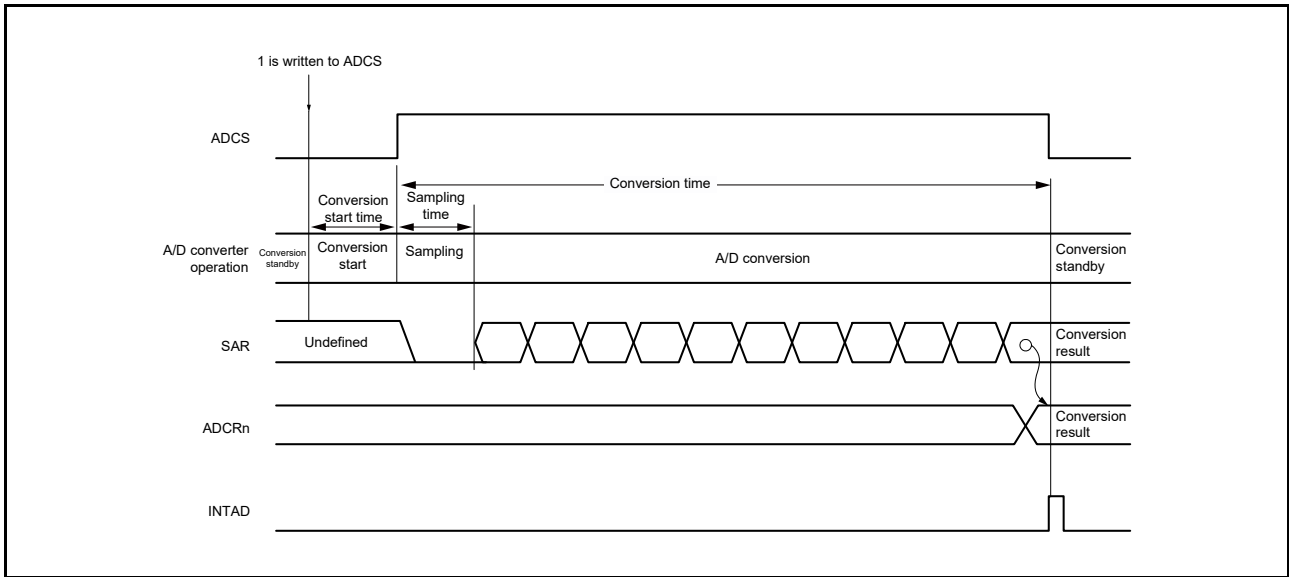 1 is written to ADCS
ADCS
Conversion time
Conversion
start time
Sampling
time
A/D converter
operation
Conversion
standby
Conversion
start
Sampling
A/D conversion
Conversion
standby
SAR
Undefined
Conversion
result
ADCRn
Conversion
result
INTAD